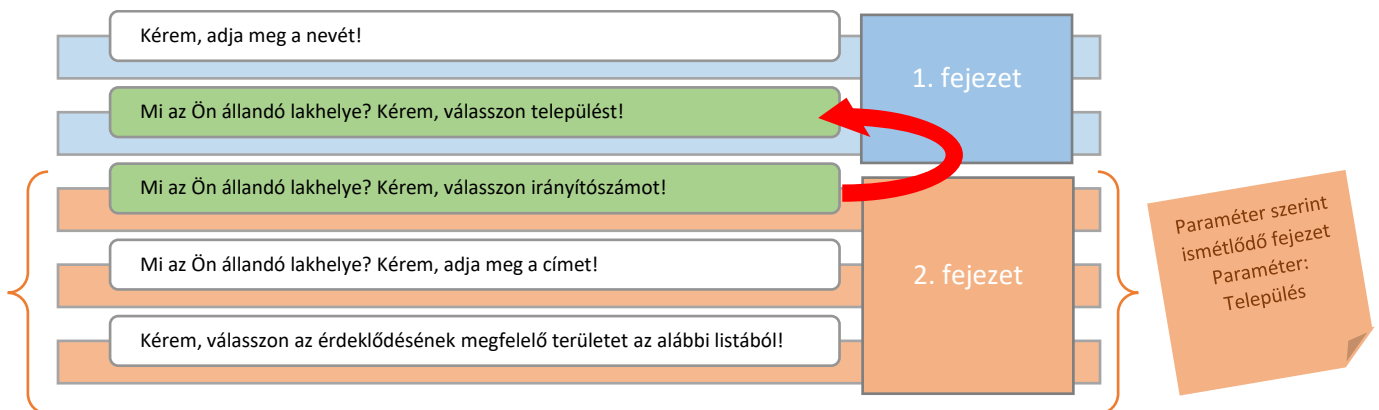 Kérem, adja meg a nevét!
1. fejezet
Mi az Ön állandó lakhelye? Kérem, válasszon települést!
Mi az Ön állandó lakhelye? Kérem, válasszon irányítószámot!
Mi az Ön állandó lakhelye? Kérem, adja meg a címet!
2. fejezet
Kérem, válasszon az érdeklődésének megfelelő területet az alábbi listából!
Paraméter szerint
ismétlődő fejezet
Paraméter:
Település